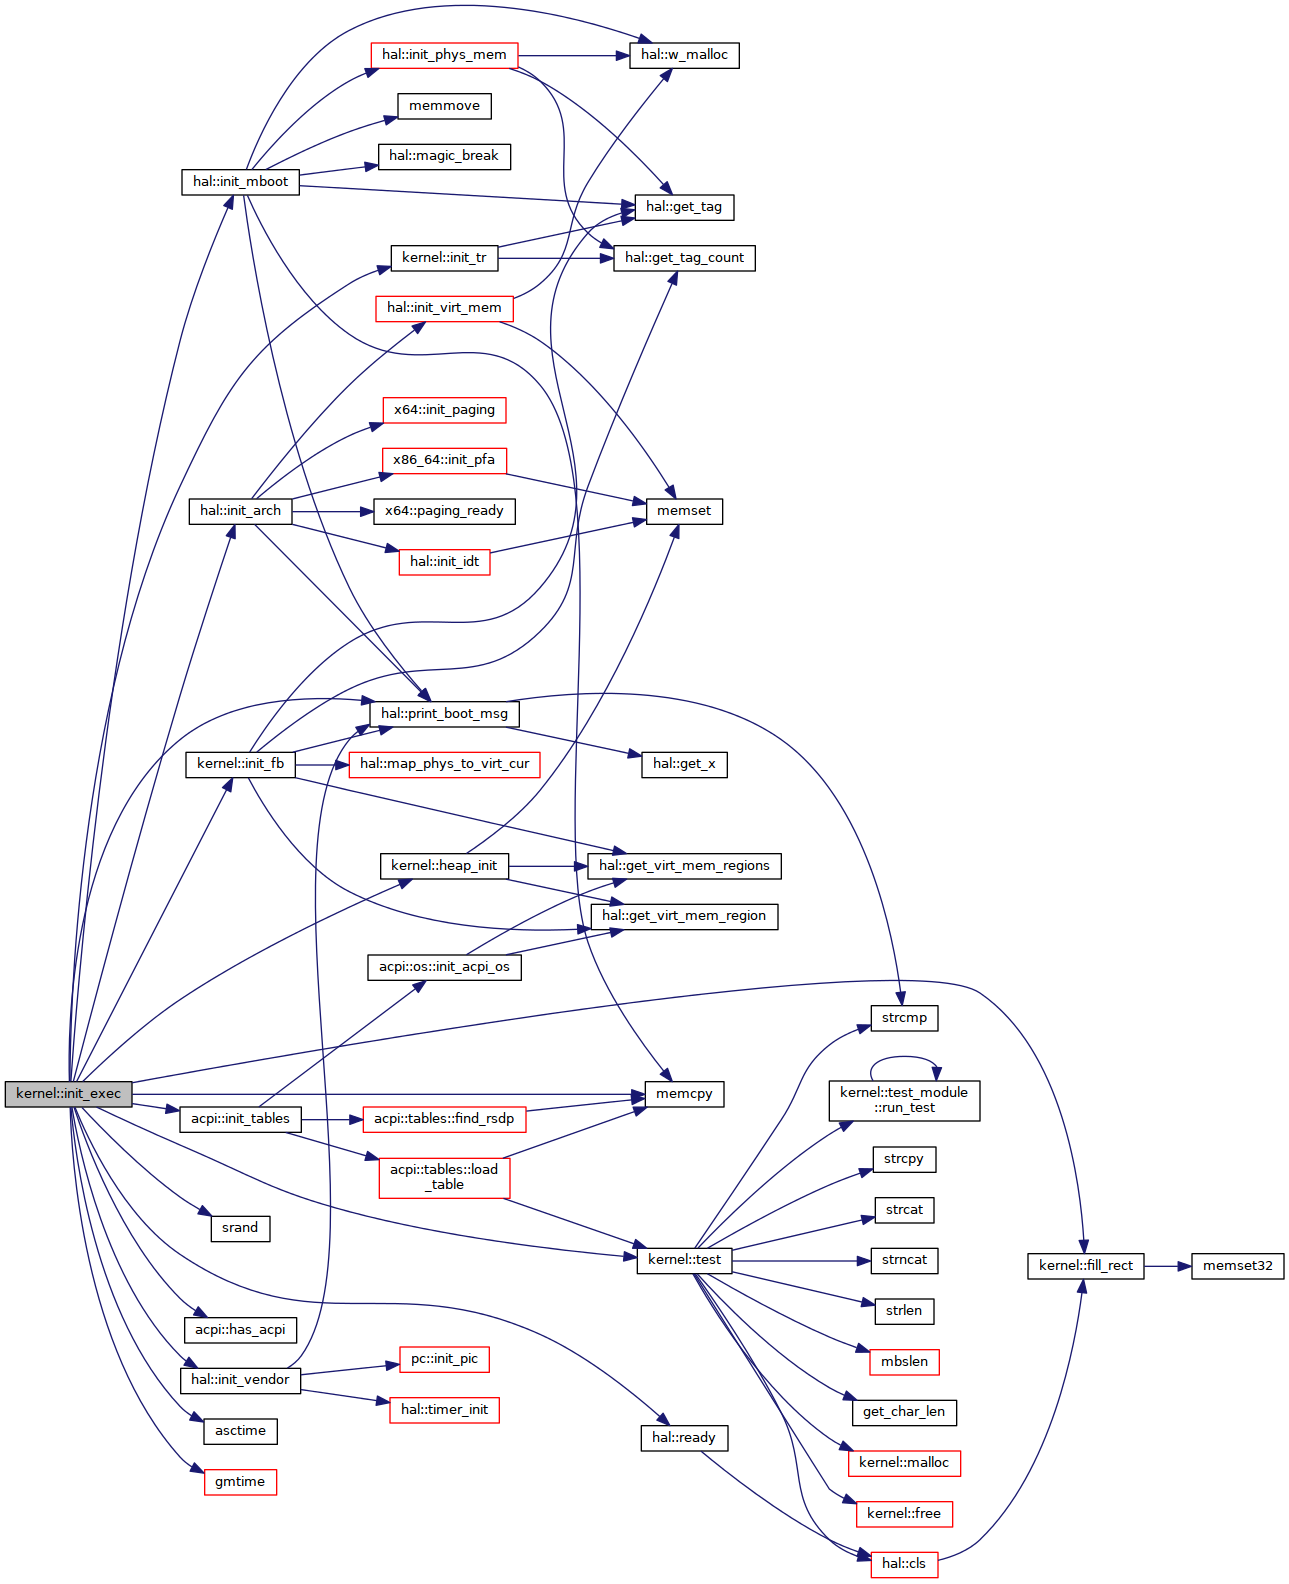 hal::w_malloc
hal::init_phys_mem
memmove
hal::magic_break
hal::init_mboot
hal::get_tag
kernel::init_tr
hal::get_tag_count
hal::init_virt_mem
x64::init_paging
x86_64::init_pfa
hal::init_arch
x64::paging_ready
memset
hal::init_idt
hal::print_boot_msg
kernel::init_fb
hal::map_phys_to_virt_cur
hal::get_x
kernel::heap_init
hal::get_virt_mem_regions
hal::get_virt_mem_region
acpi::os::init_acpi_os
strcmp
kernel::init_exec
memcpy
kernel::test_module
::run_test
acpi::init_tables
acpi::tables::find_rsdp
strcpy
acpi::tables::load
_table
strcat
srand
kernel::test
strncat
kernel::fill_rect
memset32
strlen
acpi::has_acpi
pc::init_pic
mbslen
hal::init_vendor
hal::timer_init
get_char_len
asctime
hal::ready
kernel::malloc
gmtime
kernel::free
hal::cls